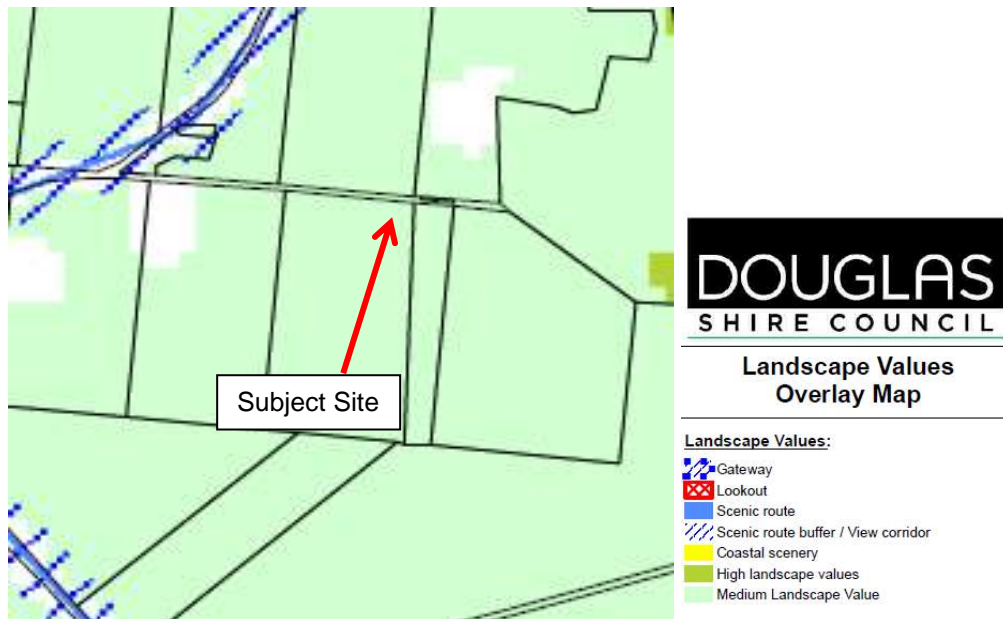 Subject Site
DOUGLAS
SHIRE COUNCIL
Landscape Values
Overlay Map
Landscape Values:
Gateway
Lookout
Scenic route
Scenic route buffer / View corridor
Coastal scenery
High landscape values
Medium Landscape Value